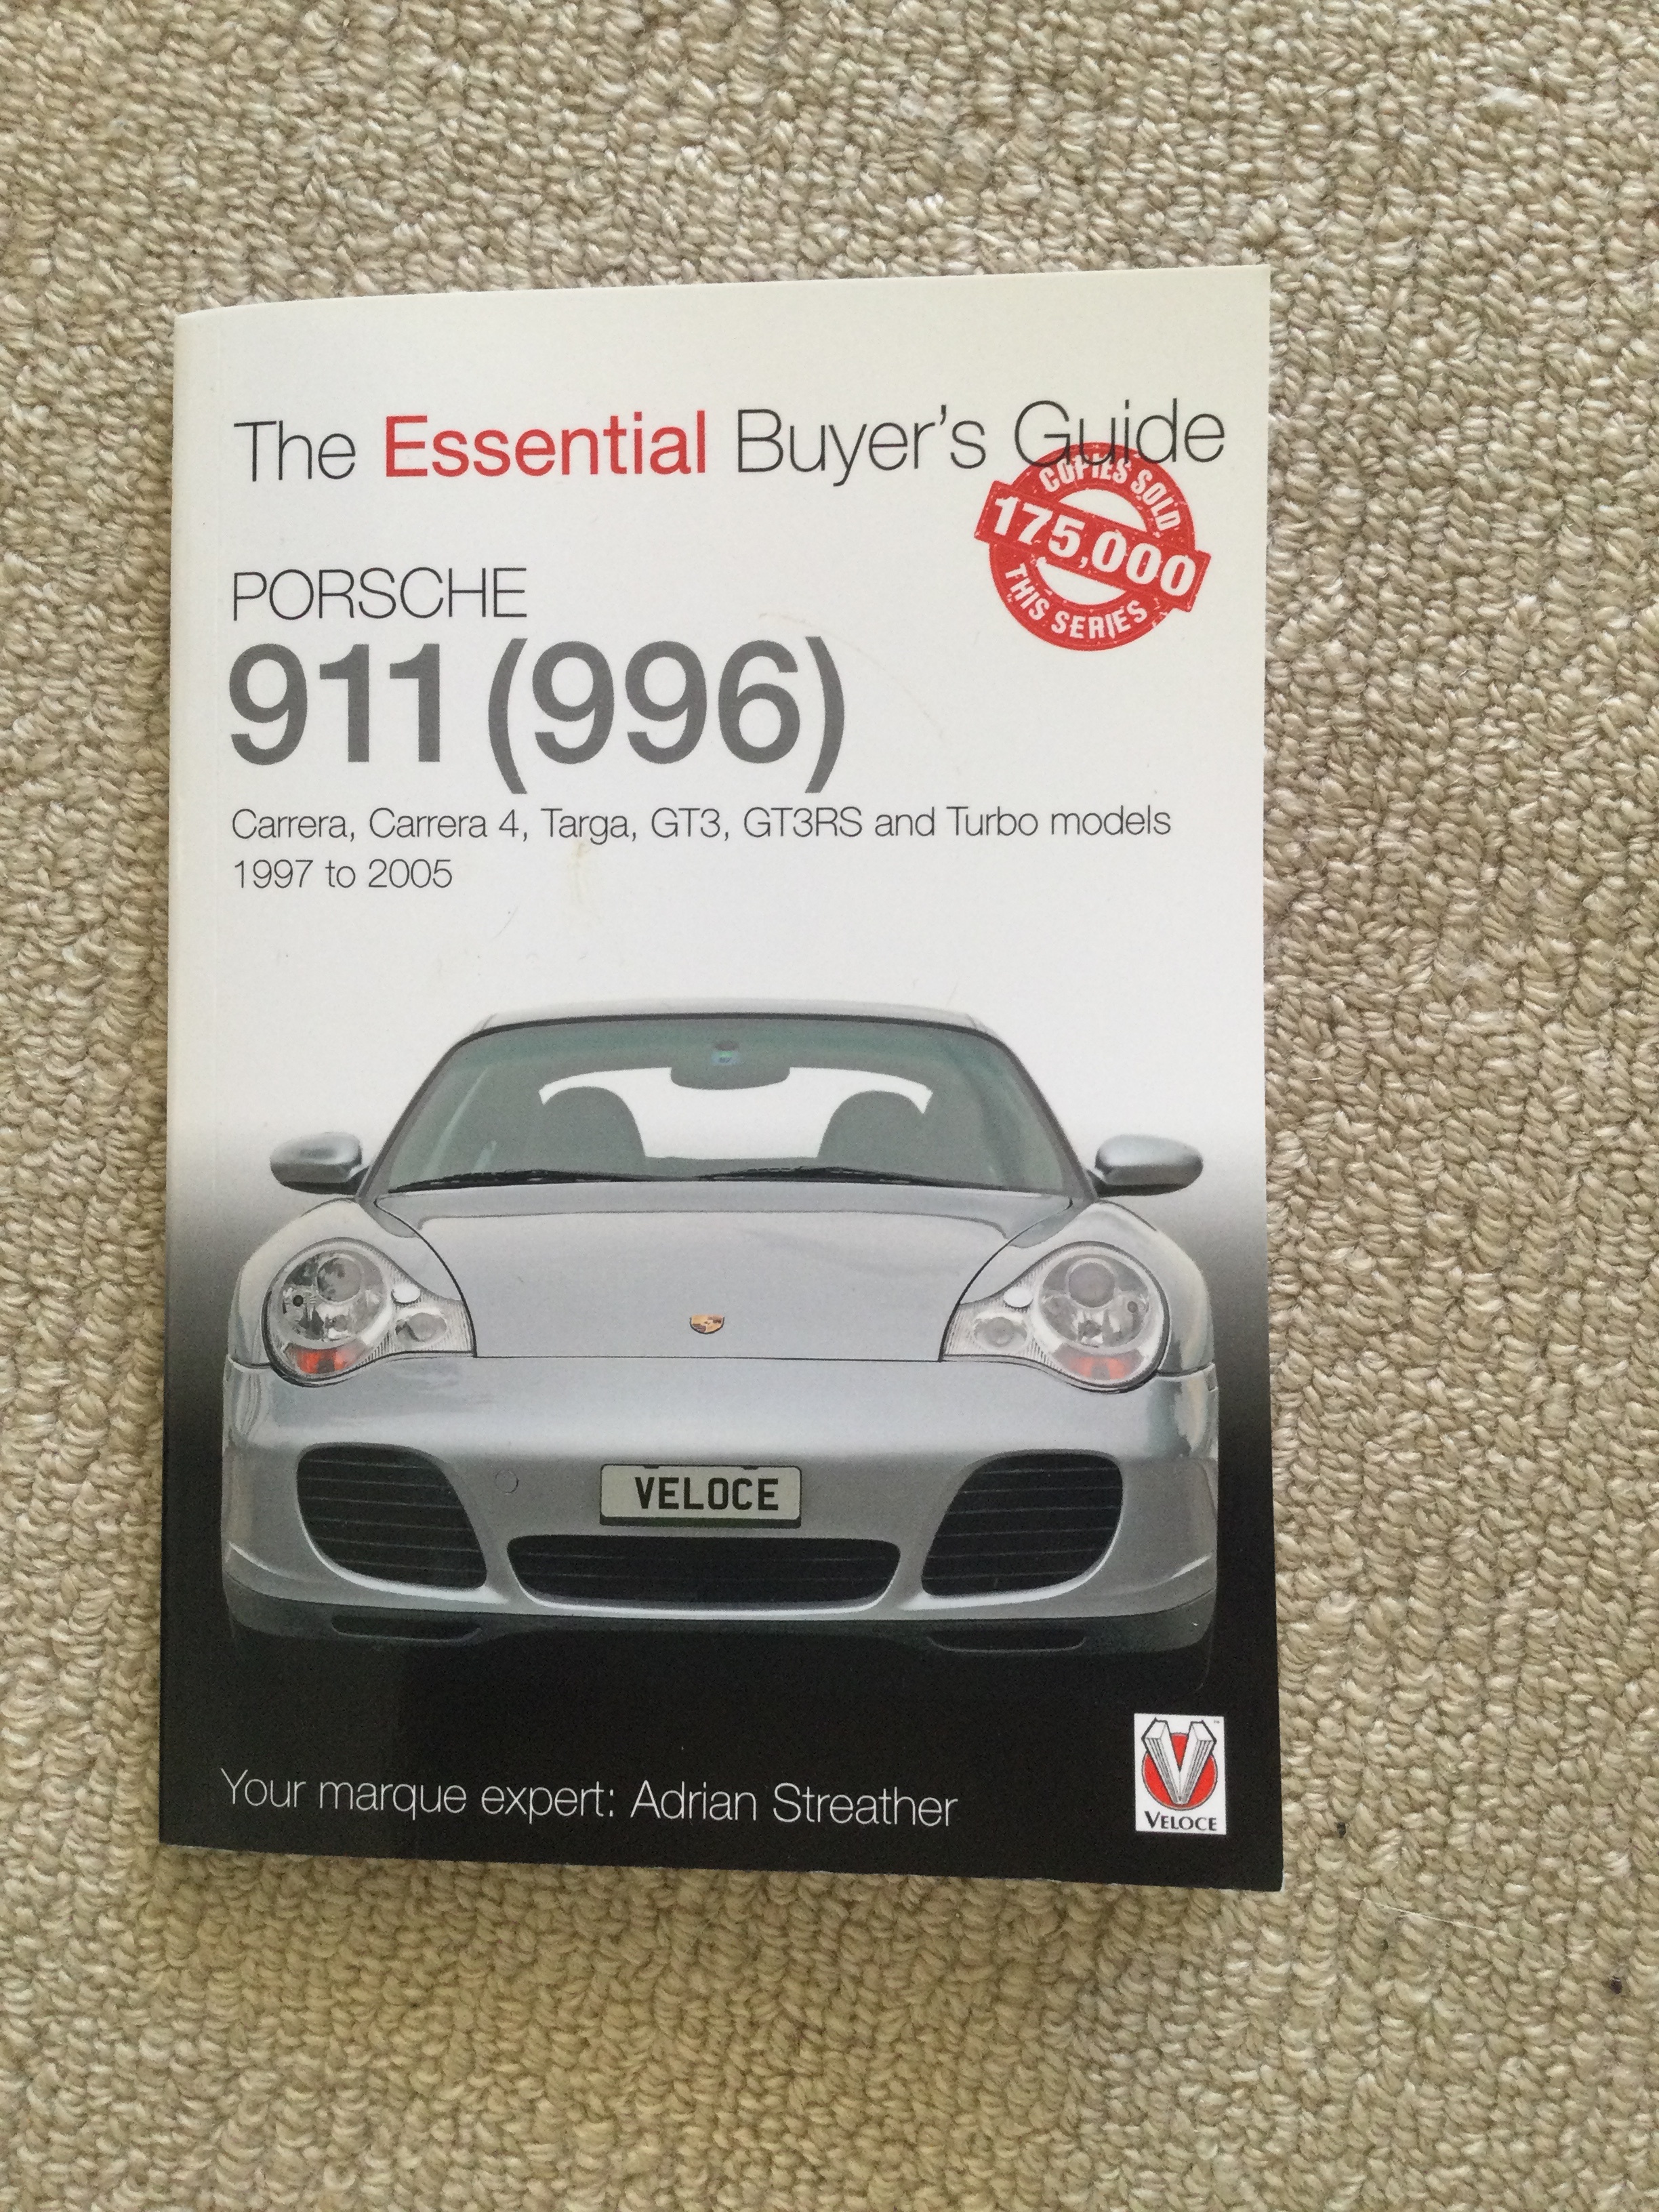 The Essential Buyer's Guide
COPIES SOLD
175,000
THIS SERIES
PORSCHE
911 (996)
Carrera, Carrera 4, Targa, GT3, GT3RS and Turbo models
1997 to 2005
VELOCE
Your marque expert: Adrian Streather
V
VELOCE